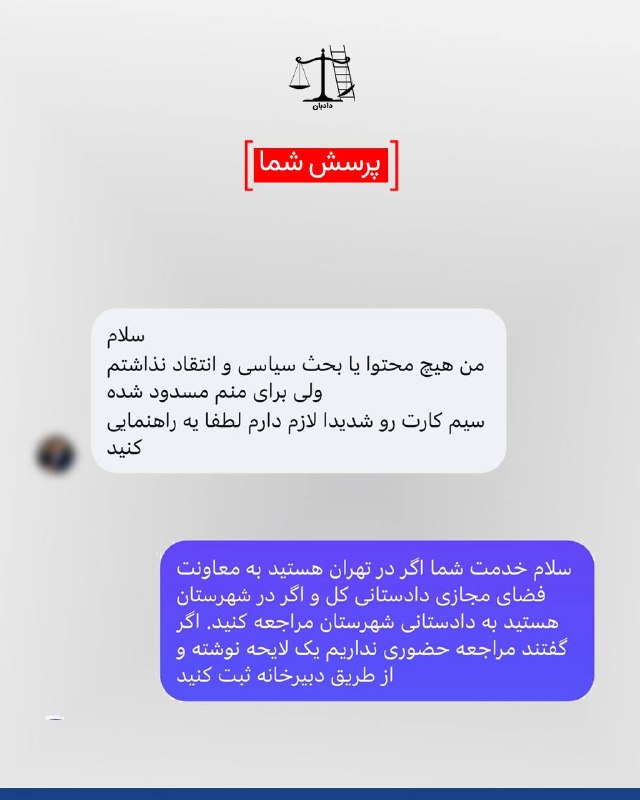 دادبان
پرسش شما
سلام
من هیچ محتوا یا بحث سیاسی و انتقاد نذاشتم
ولی برای منم مسدود شده
سیم کارت رو شدیدا لازم دارم لطفا یه راهنمایی
کنید
سلام خدمت شما اگر در تهران هستید به معاونت
فضای مجازی دادستانی کل و اگر در شهرستان
هستید به دادستانی شهرستان مراجعه کنید. اگر
گفتند مراجعه حضوری نداریم یک لایحه نوشته و
از طریق دبیرخانه ثبت کنید